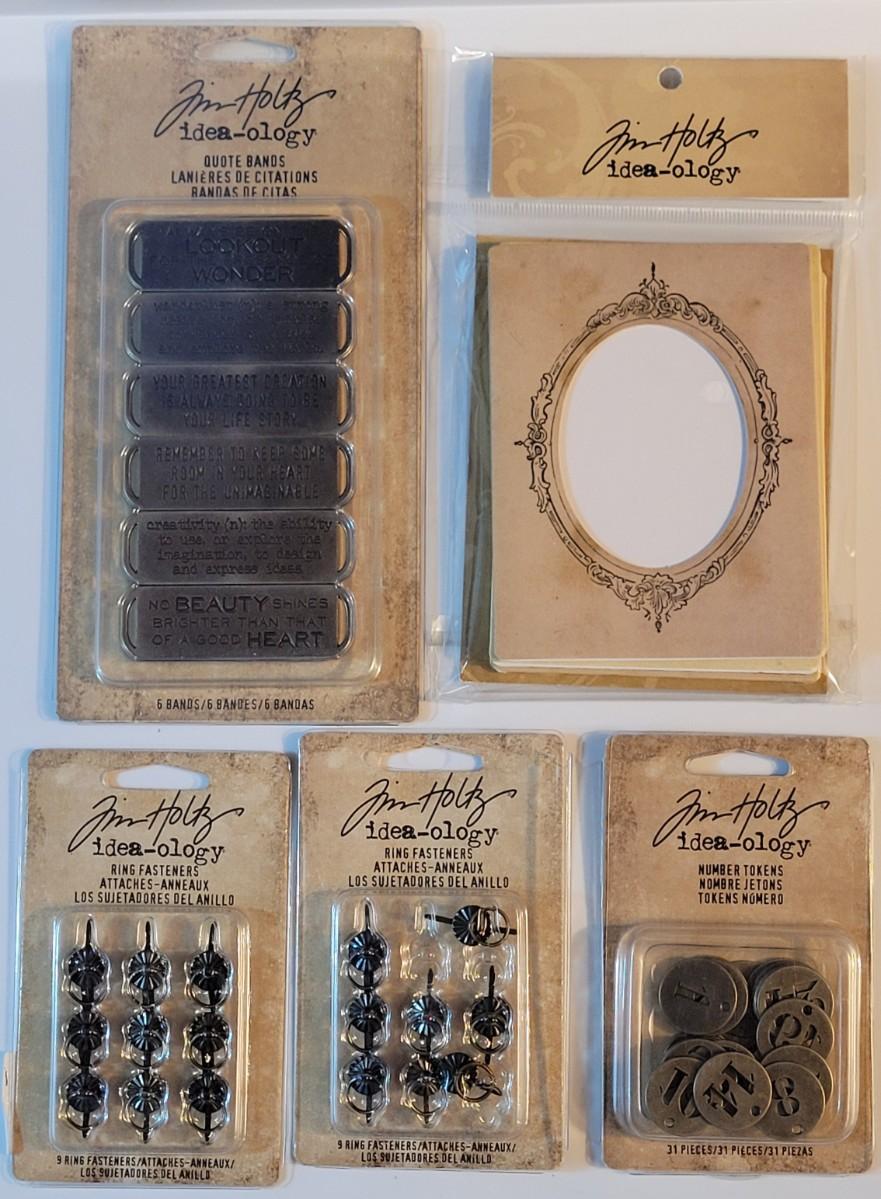 Tim Holtz
idea-ology
QUOTE BANDS
LANIÈRES DE CITATIONS
BANDAS DE CITAS
LOOKOUT
WONDER
YOUR GREATEST CREATION
IS ALWAYS GOING TO BE
YOUR LIFE STORY
REMEMBER TO KEEP SOME
ROOM IN YOUR HEART
FOR THE UNIMAGINABLE
creativity (n): the ability
to use, or explore the
imagination, to design
and express ideas
NO BEAUTY SHINES
BRIGHTER THAN THAT
OF A GOOD HEART
6 BANDS/6 BANDES/6 BANDAS
Tim Holtz
idea-ology
Tim Holtz
idea-ology
RING FASTENERS
ATTACHES-ANNEAUX
LOS SUJETADORES DEL ANILLO
9 RING FASTENERS/ATTACHES-ANNEAUX/
LOS SUJETADORES DEL ANILLO
Tim Holtz
idea-ology
RING FASTENERS
ATTACHES-ANNEAUX
LOS SUJETADORES DEL ANILLO
9 RING FASTENERS/ATTACHES-ANNEAUX/
LOS SUJETADORES DEL ANILLO
Tim Holtz
idea-ology
NUMBER TOKENS
NOMBRE JETONS
TOKENS NÚMERO
31 PIECES/31 PIÈCES/31 PIEZAS